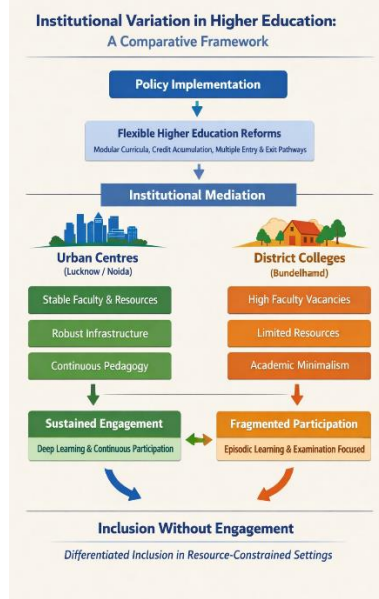 Institutional Variation in Higher Education:
A Comparative Framework
Policy Implementation
Flexible Higher Education Reforms
Modular Curricula, Credit Acoumulation, Multiple Entry & Exit Pathways
Institutional Mediation
Urban Centres
(Lucknow / Noida)
Stable Faculty & Resources
Robust Infrastructure
Continuous Pedagogy
District Colleges
(Bundelhamd)
High Faculty Vacancies
Limited Resources
Academic Minimalism
Sustained Engagement
Deep Learning & Continuous Participation
Fragmented Participation
Episodic Learning & Examination Focused
Inclusion Without Engagement
Differentiated Inclusion in Resource-Constrained Settings